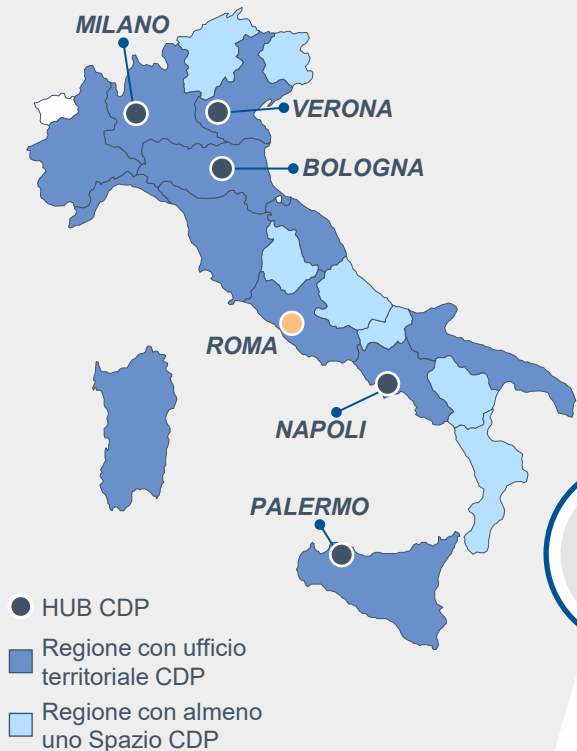 MILANO
VERONA
BOLOGNA
ROMA
NAPOLI
PALERMO
HUB CDP
Regione con ufficio
territoriale CDP
Regione con almeno
uno Spazio CDP